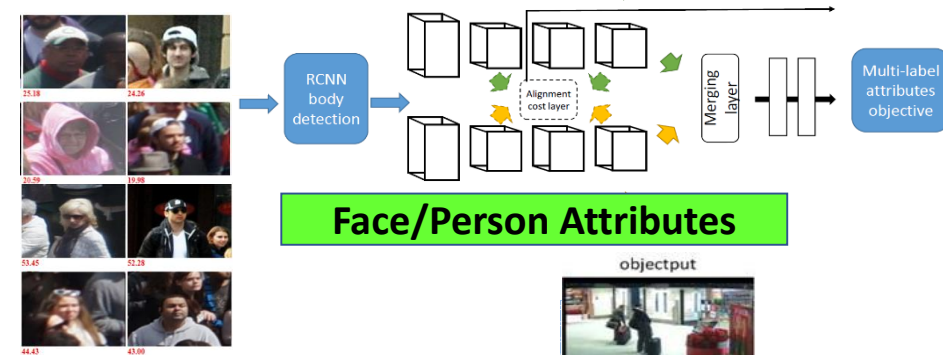 25.18
24.26
20.59
19.98
53.45
52.28
44.43
43.00
RCNN
body
detection
Alignment
cost layer
Merging
layer
Multi-label
attributes
objective
Face/Person Attributes
objectput